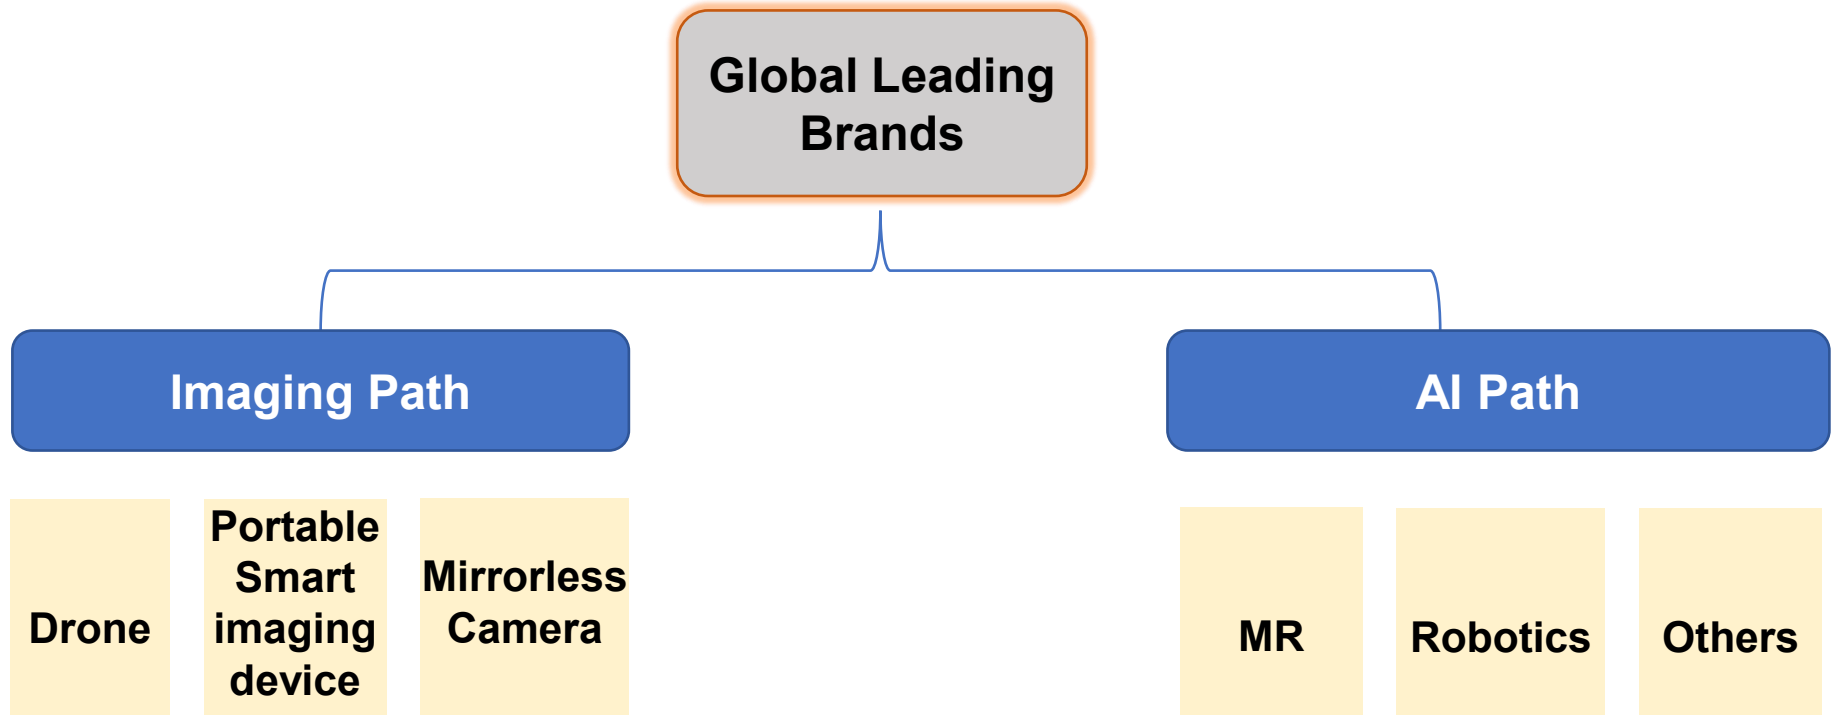 Global Leading
Brands
Imaging Path
AI Path
Drone
Portable
Smart
imaging
device
Mirrorless
Camera
MR
Robotics
Others